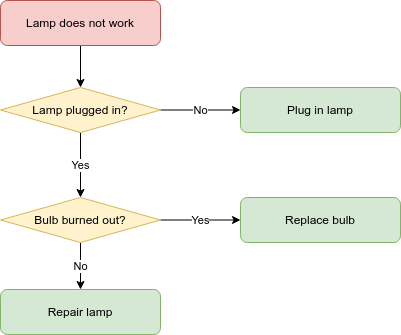 Lamp does not work
Lamp plugged in?
No
Plug in lamp
Yes
Bulb burned out?
Yes
Replace bulb
No
Repair lamp